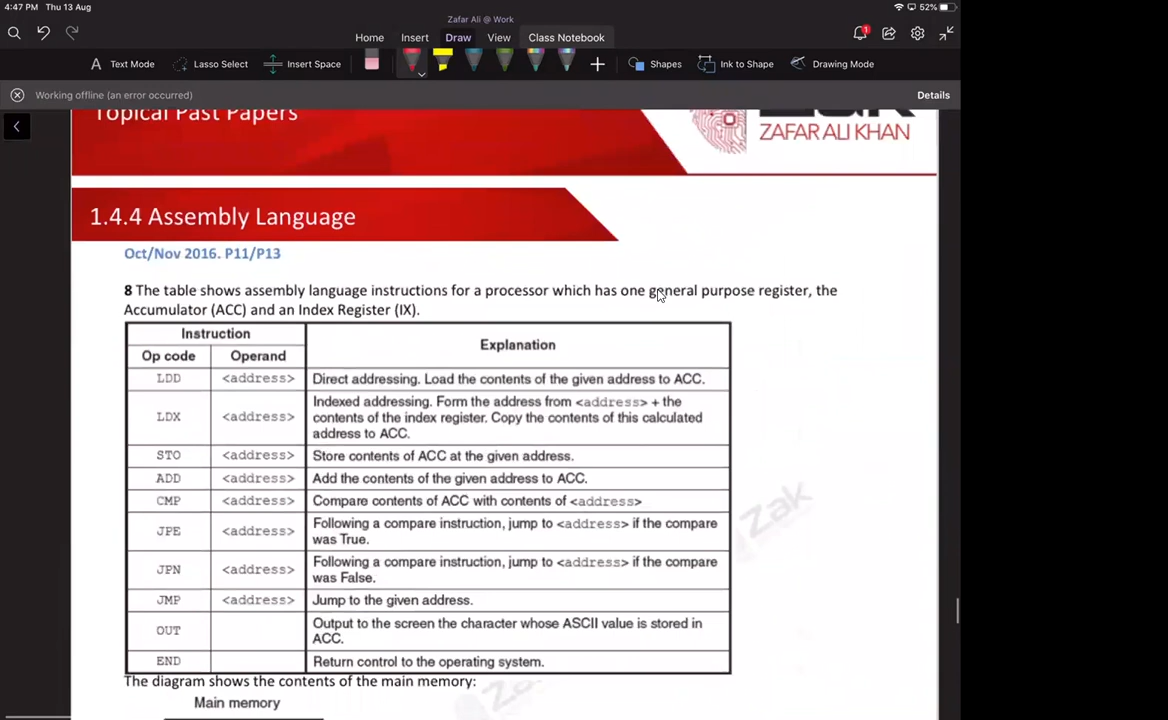 4:47 PM Thu 13 Aug
52%
Zafar Ali @ Work
Home Insert Draw View Class Notebook
1
A Text Mode Lasso Select Insert Space Shapes Ink to Shape Drawing Mode
Working offline (an error occurred) Details
Topical Past Papers
ZAFAR ALI KHAN
1.4.4 Assembly Language
Oct/Nov 2016. P11/P13
8 The table shows assembly language instructions for a processor which has one general purpose register, the
Accumulator (ACC) and an Index Register (IX).
Instruction
Explanation
Op code Operand
LDD <address> Direct addressing. Load the contents of the given address to ACC.
Indexed addressing. Form the address from <address> + the
LDX <address> contents of the index register. Copy the contents of this calculated
address to ACC.
STO <address> Store contents of ACC at the given address.
ADD <address> Add the contents of the given address to ACC.
CMP <address> Compare contents of ACC with contents of <address>
JPE <address> Following a compare instruction, jump to <address> if the compare
was True.
JPN <address> Following a compare instruction, jump to <address> if the compare
was False.
JMP <address> Jump to the given address.
OUT Output to the screen the character whose ASCII value is stored in
ACC.
END Return control to the operating system.
The diagram shows the contents of the main memory:
Main memory
Zak
Zak